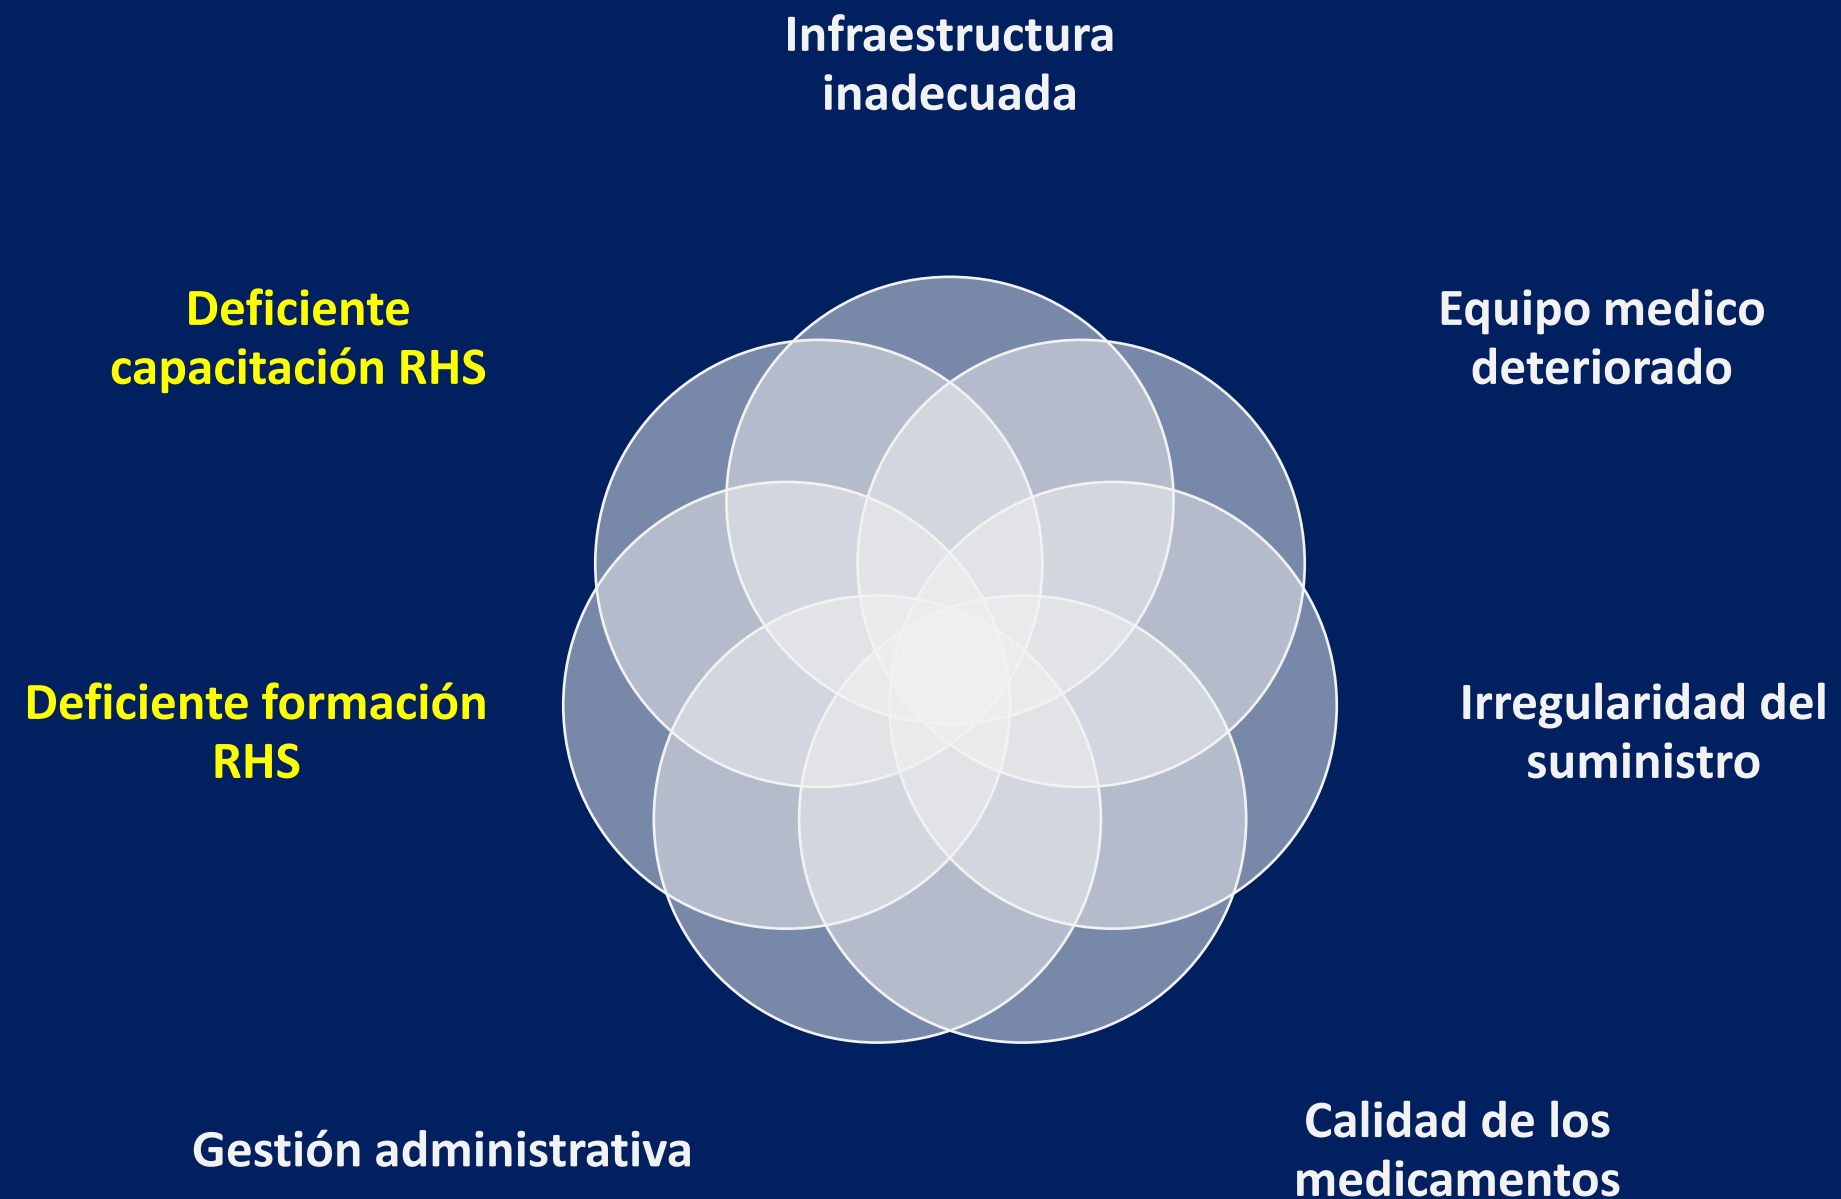 Infraestructura
inadecuada
Deficiente
capacitación RHS
Equipo medico
deteriorado
Deficiente formación
RHS
Irregularidad del
suministro
Gestión administrativa
Calidad de los
medicamentos